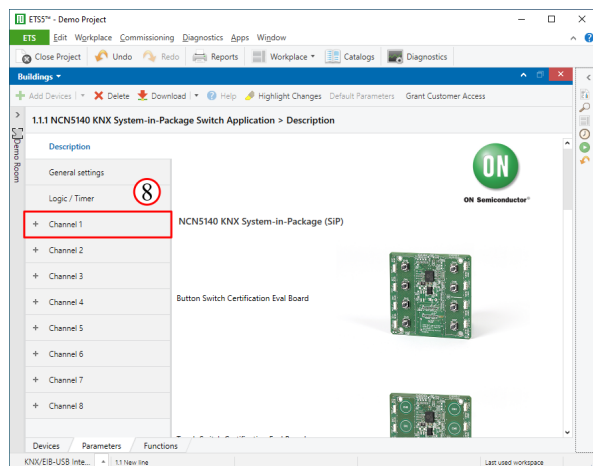 ETS5™ - Demo Project
ETS Edit Workplace Commissioning Diagnostics Apps Window
Close Project Undo Redo Reports Workplace Catalogs Diagnostics
Buildings
Add Devices Delete Download Help Highlight Changes Default Parameters Grant Customer Access
1.1.1 NCN5140 KNX System-in-Package Switch Application > Description
Demo Room
Description
General settings
Logic / Timer
8
ON
ON Semiconductor®
+ Channel 1
NCN5140 KNX System-in-Package (SiP)
+ Channel 2
+ Channel 3
+ Channel 4
Button Switch Certification Eval Board
+ Channel 5
+ Channel 6
+ Channel 7
+ Channel 8
Devices Parameters Functions
KNX/EIB-USB Inte... 1.1 New line Last used workspace